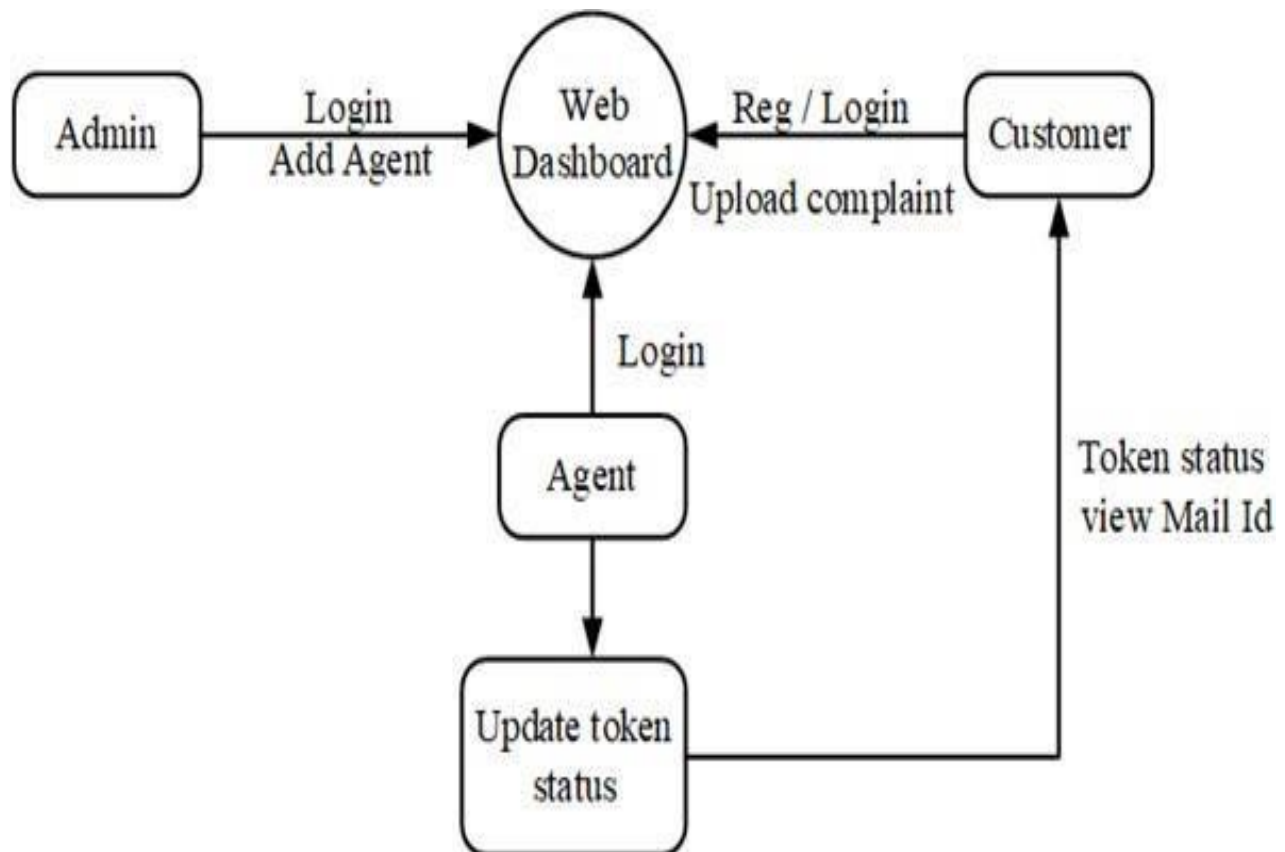 Admin
Login
Add Agent
Web
Dashboard
Reg / Login
Upload complaint
Customer
Login
Agent
Token status
view Mail Id
Update token
status